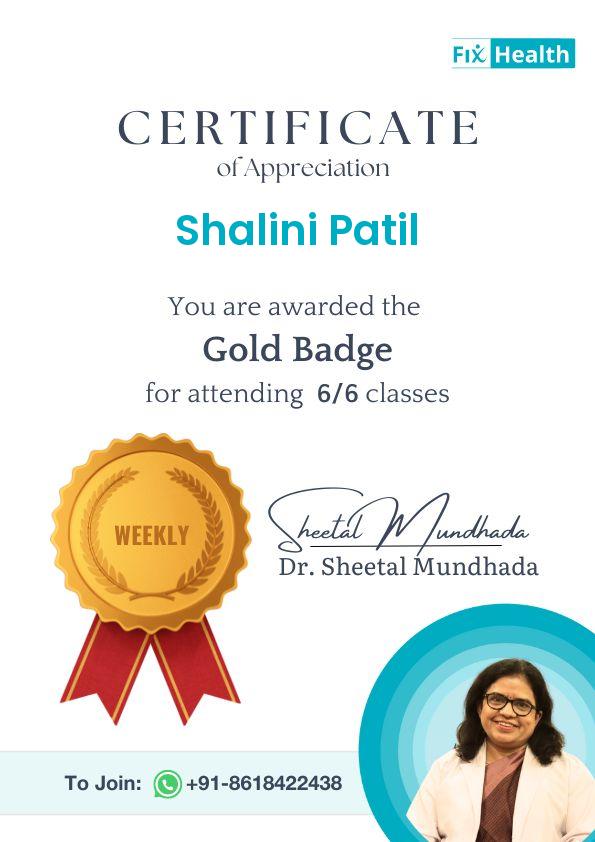 Fix Health
CERTIFICATE
of Appreciation
Shalini Patil
You are awarded the
Gold Badge
for attending 6/6 classes
WEEKLY
Sheetal Mundhada
Dr. Sheetal Mundhada
To Join: +91-8618422438